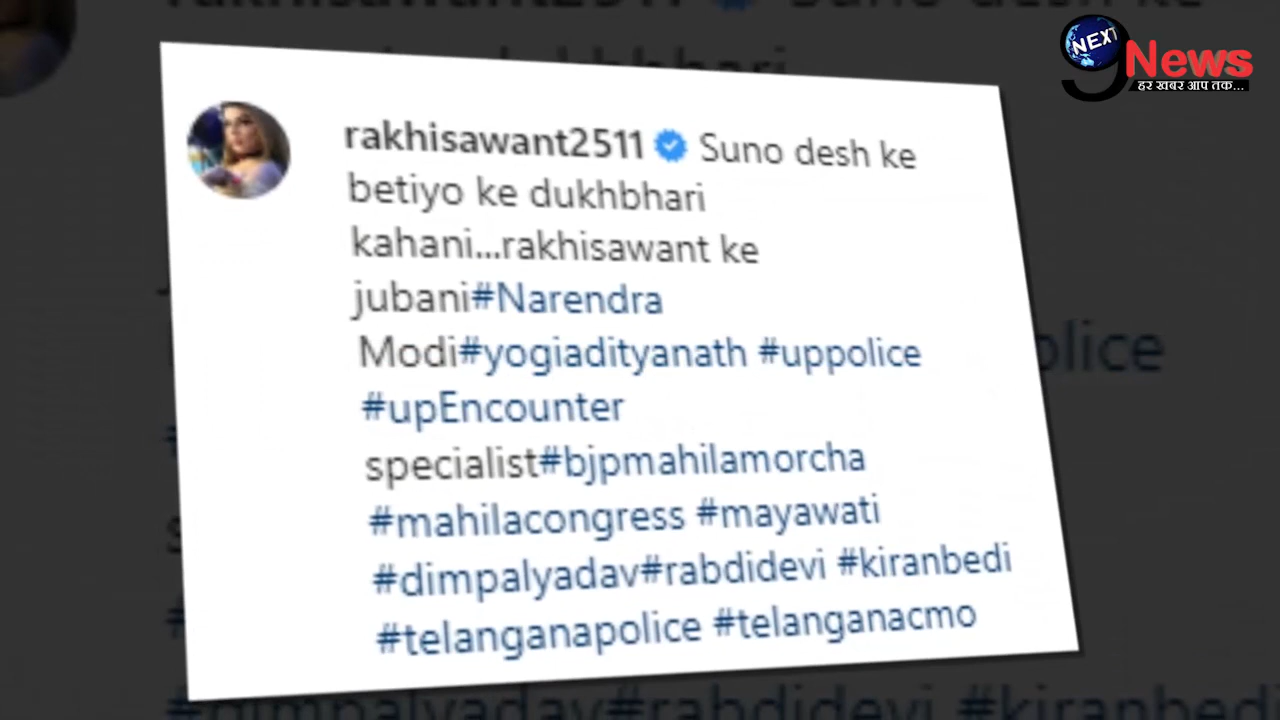 rakhisawant2511 Suno desh ke
betiyo ke dukhbhari
kahani...rakhisawant ke
jubani#Narendra
Modi#yogiadityanath #uppolice
#upEncounter
specialist#bjpmahilamorcha
#mahilacongress #mayawati
#dimpalyadav#rabdidevi #kiranbedi
#telanganapolice #telanganacmo
NEXT
9 News
हर खबर आप तक...